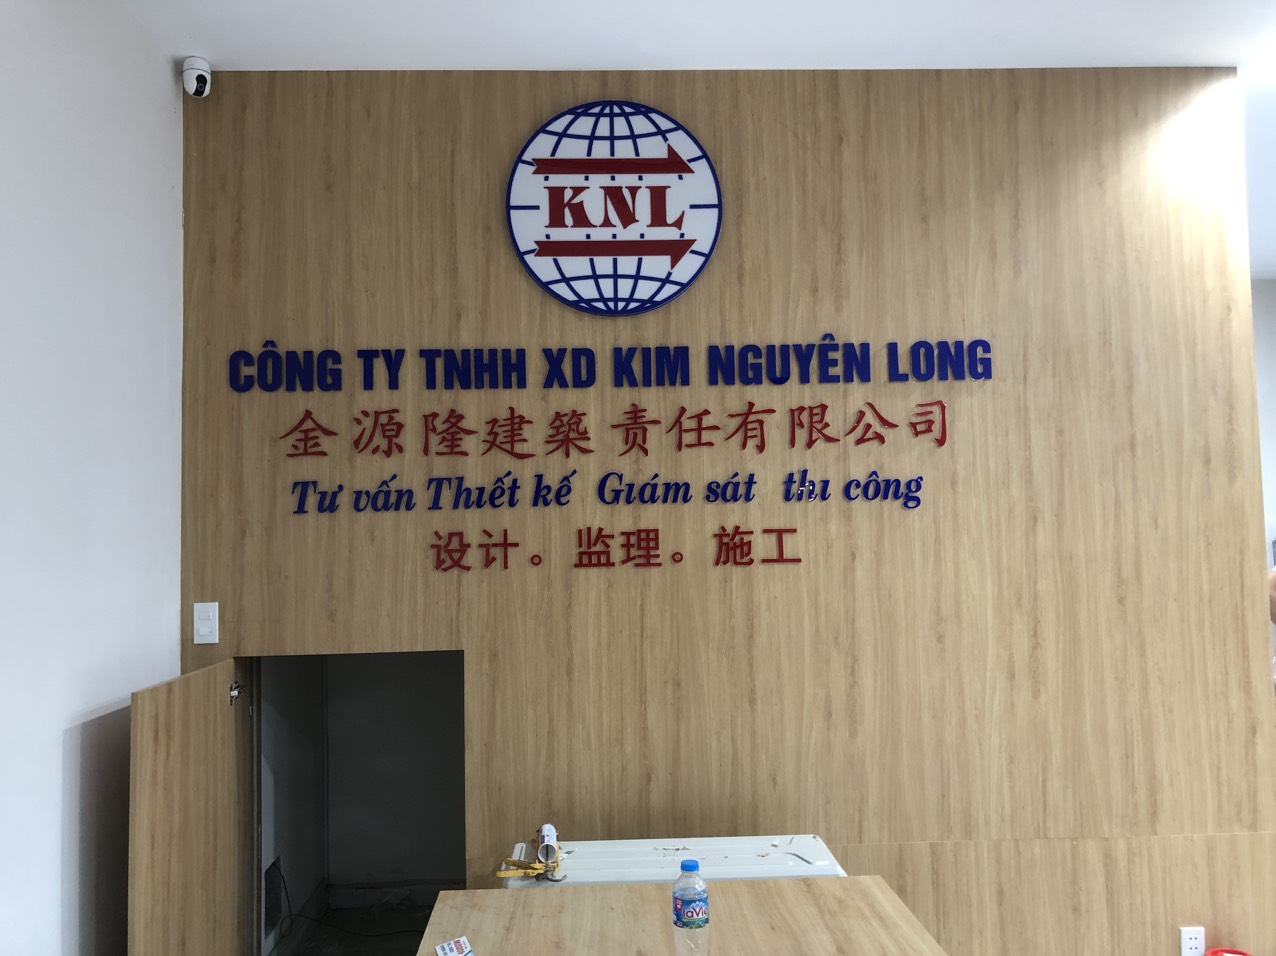 KNL
CÔNG TY TNHH XD KIM NGUYÊN LONG
金源隆建築责任有限公司
Tư vấn Thiết kế Giám sát thi công
设计。监理。施工
LaVie